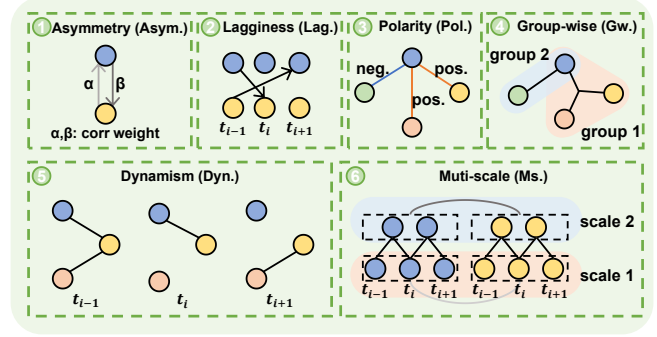 1 Asymmetry (Asym.)
α β
α,β: corr weight
2 Lagginess (Lag.)
t_{i−1} t_i t_{i+1}
3 Polarity (Pol.)
neg. pos.
pos.
4 Group-wise (Gw.)
group 2
group 1
5 Dynamism (Dyn.)
t_{i−1} t_i t_{i+1}
6 Muti-scale (Ms.)
scale 2
scale 1
t_{i−1} t_i t_{i+1} t_{i−1} t_i t_{i+1}